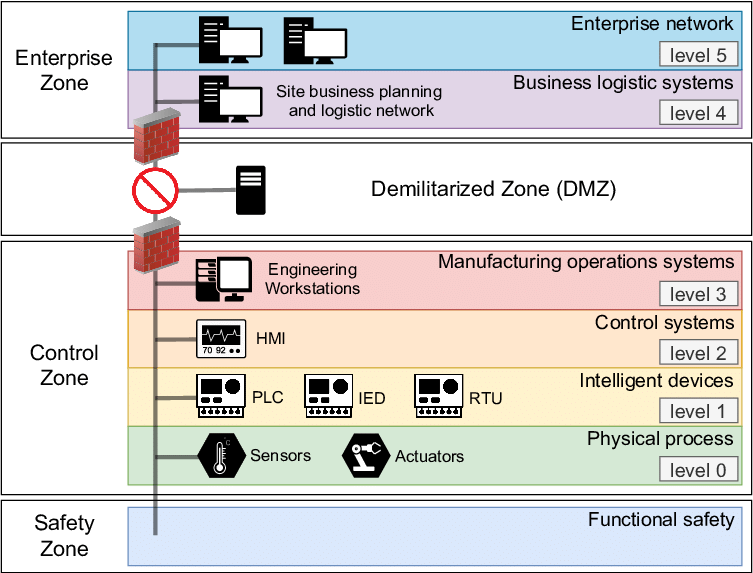 Enterprise
Zone
Enterprise network
level 5
Site business planning
and logistic network
Business logistic systems
level 4
Demilitarized Zone (DMZ)
Control
Zone
Engineering
Workstations
Manufacturing operations systems
level 3
70 92
HMI
Control systems
level 2
PLC
IED
RTU
Intelligent devices
level 1
°C
Sensors
Actuators
Physical process
level 0
Safety
Zone
Functional safety